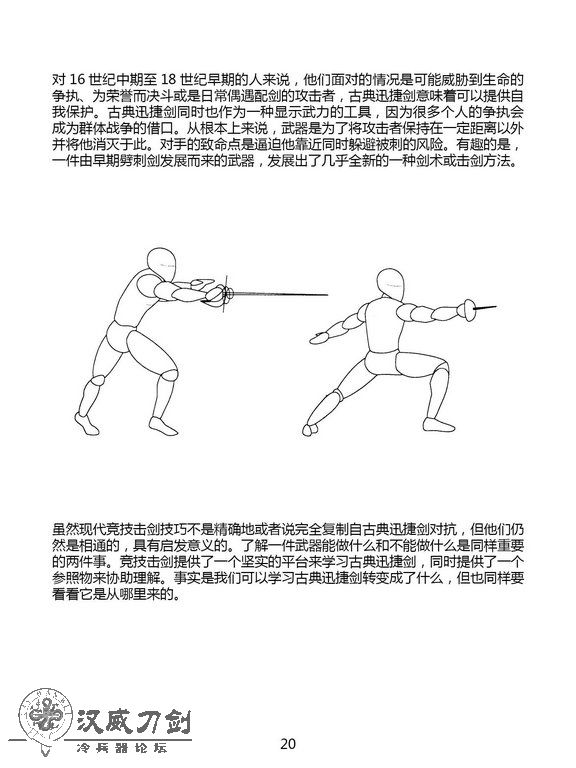 对 16 世纪中期至 18 世纪早期的人来说，他们面对的情况是可能威胁到生命的
争执、为荣誉而决斗或是日常偶遇配剑的攻击者，古典迅捷剑意味着可以提供自
我保护。古典迅捷剑同时也作为一种显示武力的工具，因为很多个人的争执会
成为群体战争的借口。从根本上来说，武器是为了将攻击者保持在一定距离以外
并将他消灭于此。对手的致命点是逼迫他靠近同时躲避被刺的风险。有趣的是，
一件由早期劈刺剑发展而来的武器，发展出了几乎全新的一种剑术或击剑方法。
虽然现代竞技击剑技巧不是精确地或者说完全复制自古典迅捷剑对抗，但他们仍
然是相通的，具有启发意义的。了解一件武器能做什么和不能做什么是同样重要
的两件事。竞技击剑提供了一个坚实的平台来学习古典迅捷剑，同时提供了一个
参照物来协助理解。事实是我们可以学习古典迅捷剑转变成了什么，但也同样要
看看它是从哪里来的。
汉威刀剑
冷兵器论坛
20